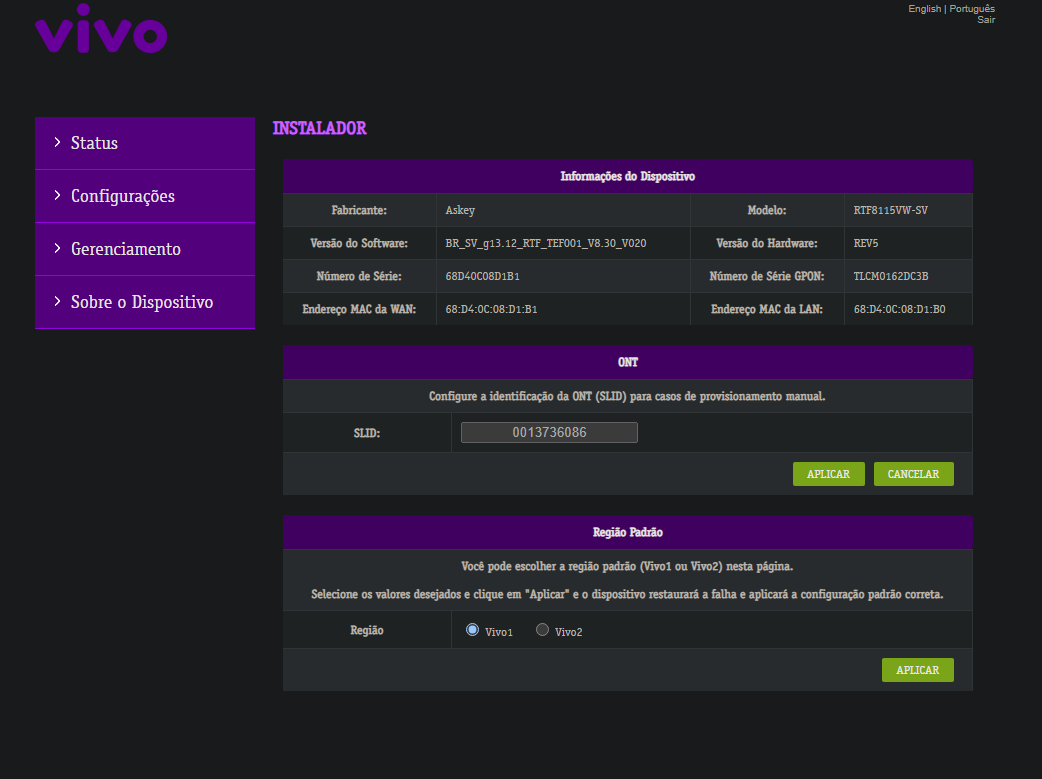 vivo
English | Português
Sair
Status
Configurações
Gerenciamento
Sobre o Dispositivo
INSTALADOR
Informações do Dispositivo
Fabricante: Askey Modelo: RTF8115VW-SV
Versão do Software: BR_SV_g13.12_RTF_TEF001_V8.30_V020 Versão do Hardware: REV5
Número de Série: 68D40C08D1B1 Número de Série GPON: TLCM0162DC3B
Endereço MAC da WAN: 68:D4:0C:08:D1:B1 Endereço MAC da LAN: 68:D4:0C:08:D1:B0
ONT
Configure a identificação da ONT (SLID) para casos de provisionamento manual.
SLID: 0013736086
APLICAR CANCELAR
Região Padrão
Você pode escolher a região padrão (Vivo1 ou Vivo2) nesta página.
Selecione os valores desejados e clique em "Aplicar" e o dispositivo restaurará a falha e aplicará a configuração padrão correta.
Região Vivo1 Vivo2
APLICAR